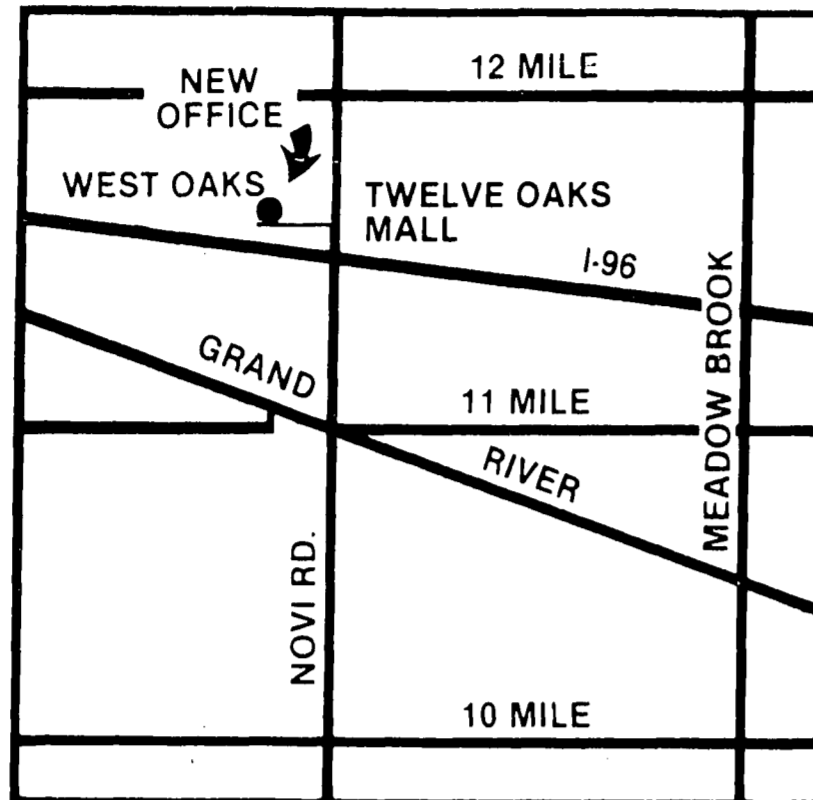 12 MILE
NEW
OFFICE
WEST OAKS
TWELVE OAKS
MALL
I-96
MEADOW BROOK
GRAND
11 MILE
RIVER
NOVI RD.
10 MILE